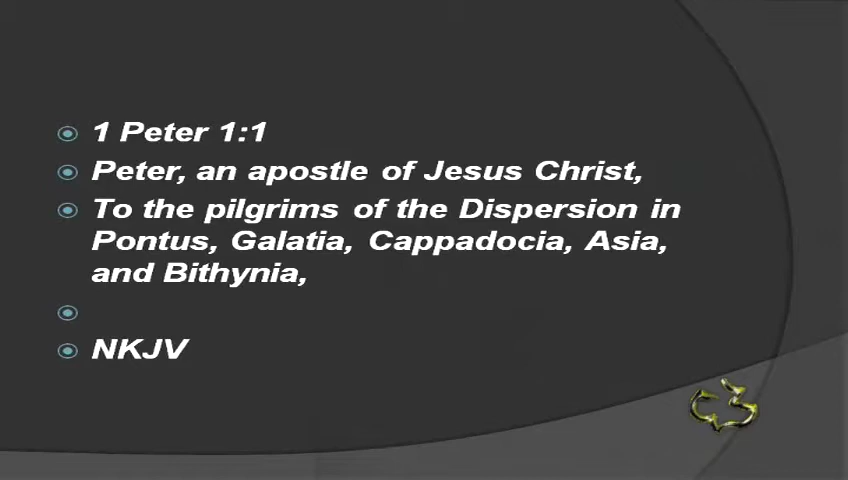 1 Peter 1:1
Peter, an apostle of Jesus Christ,
To the pilgrims of the Dispersion in
Pontus, Galatia, Cappadocia, Asia,
and Bithynia,
NKJV